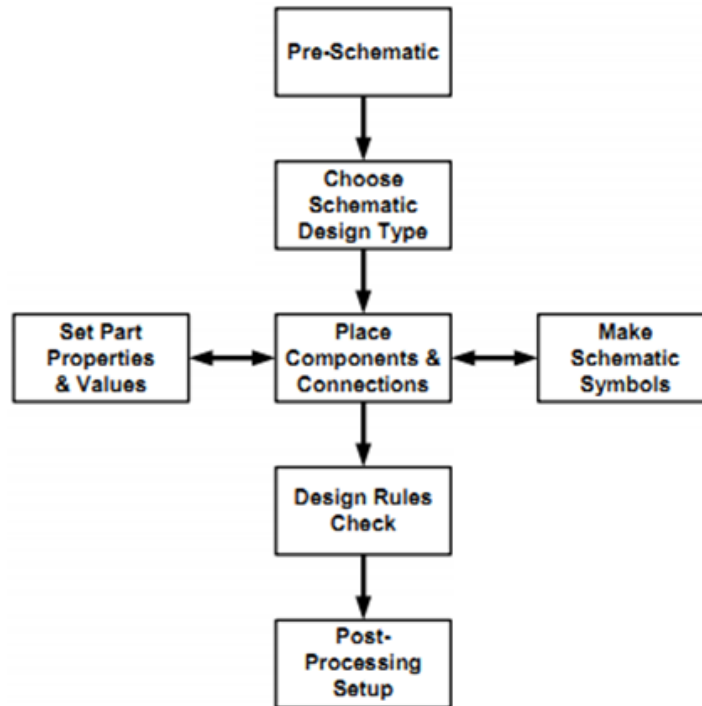 Pre-Schematic
Choose
Schematic
Design Type
Set Part
Properties
& Values
Place
Components &
Connections
Make
Schematic
Symbols
Design Rules
Check
Post-
Processing
Setup